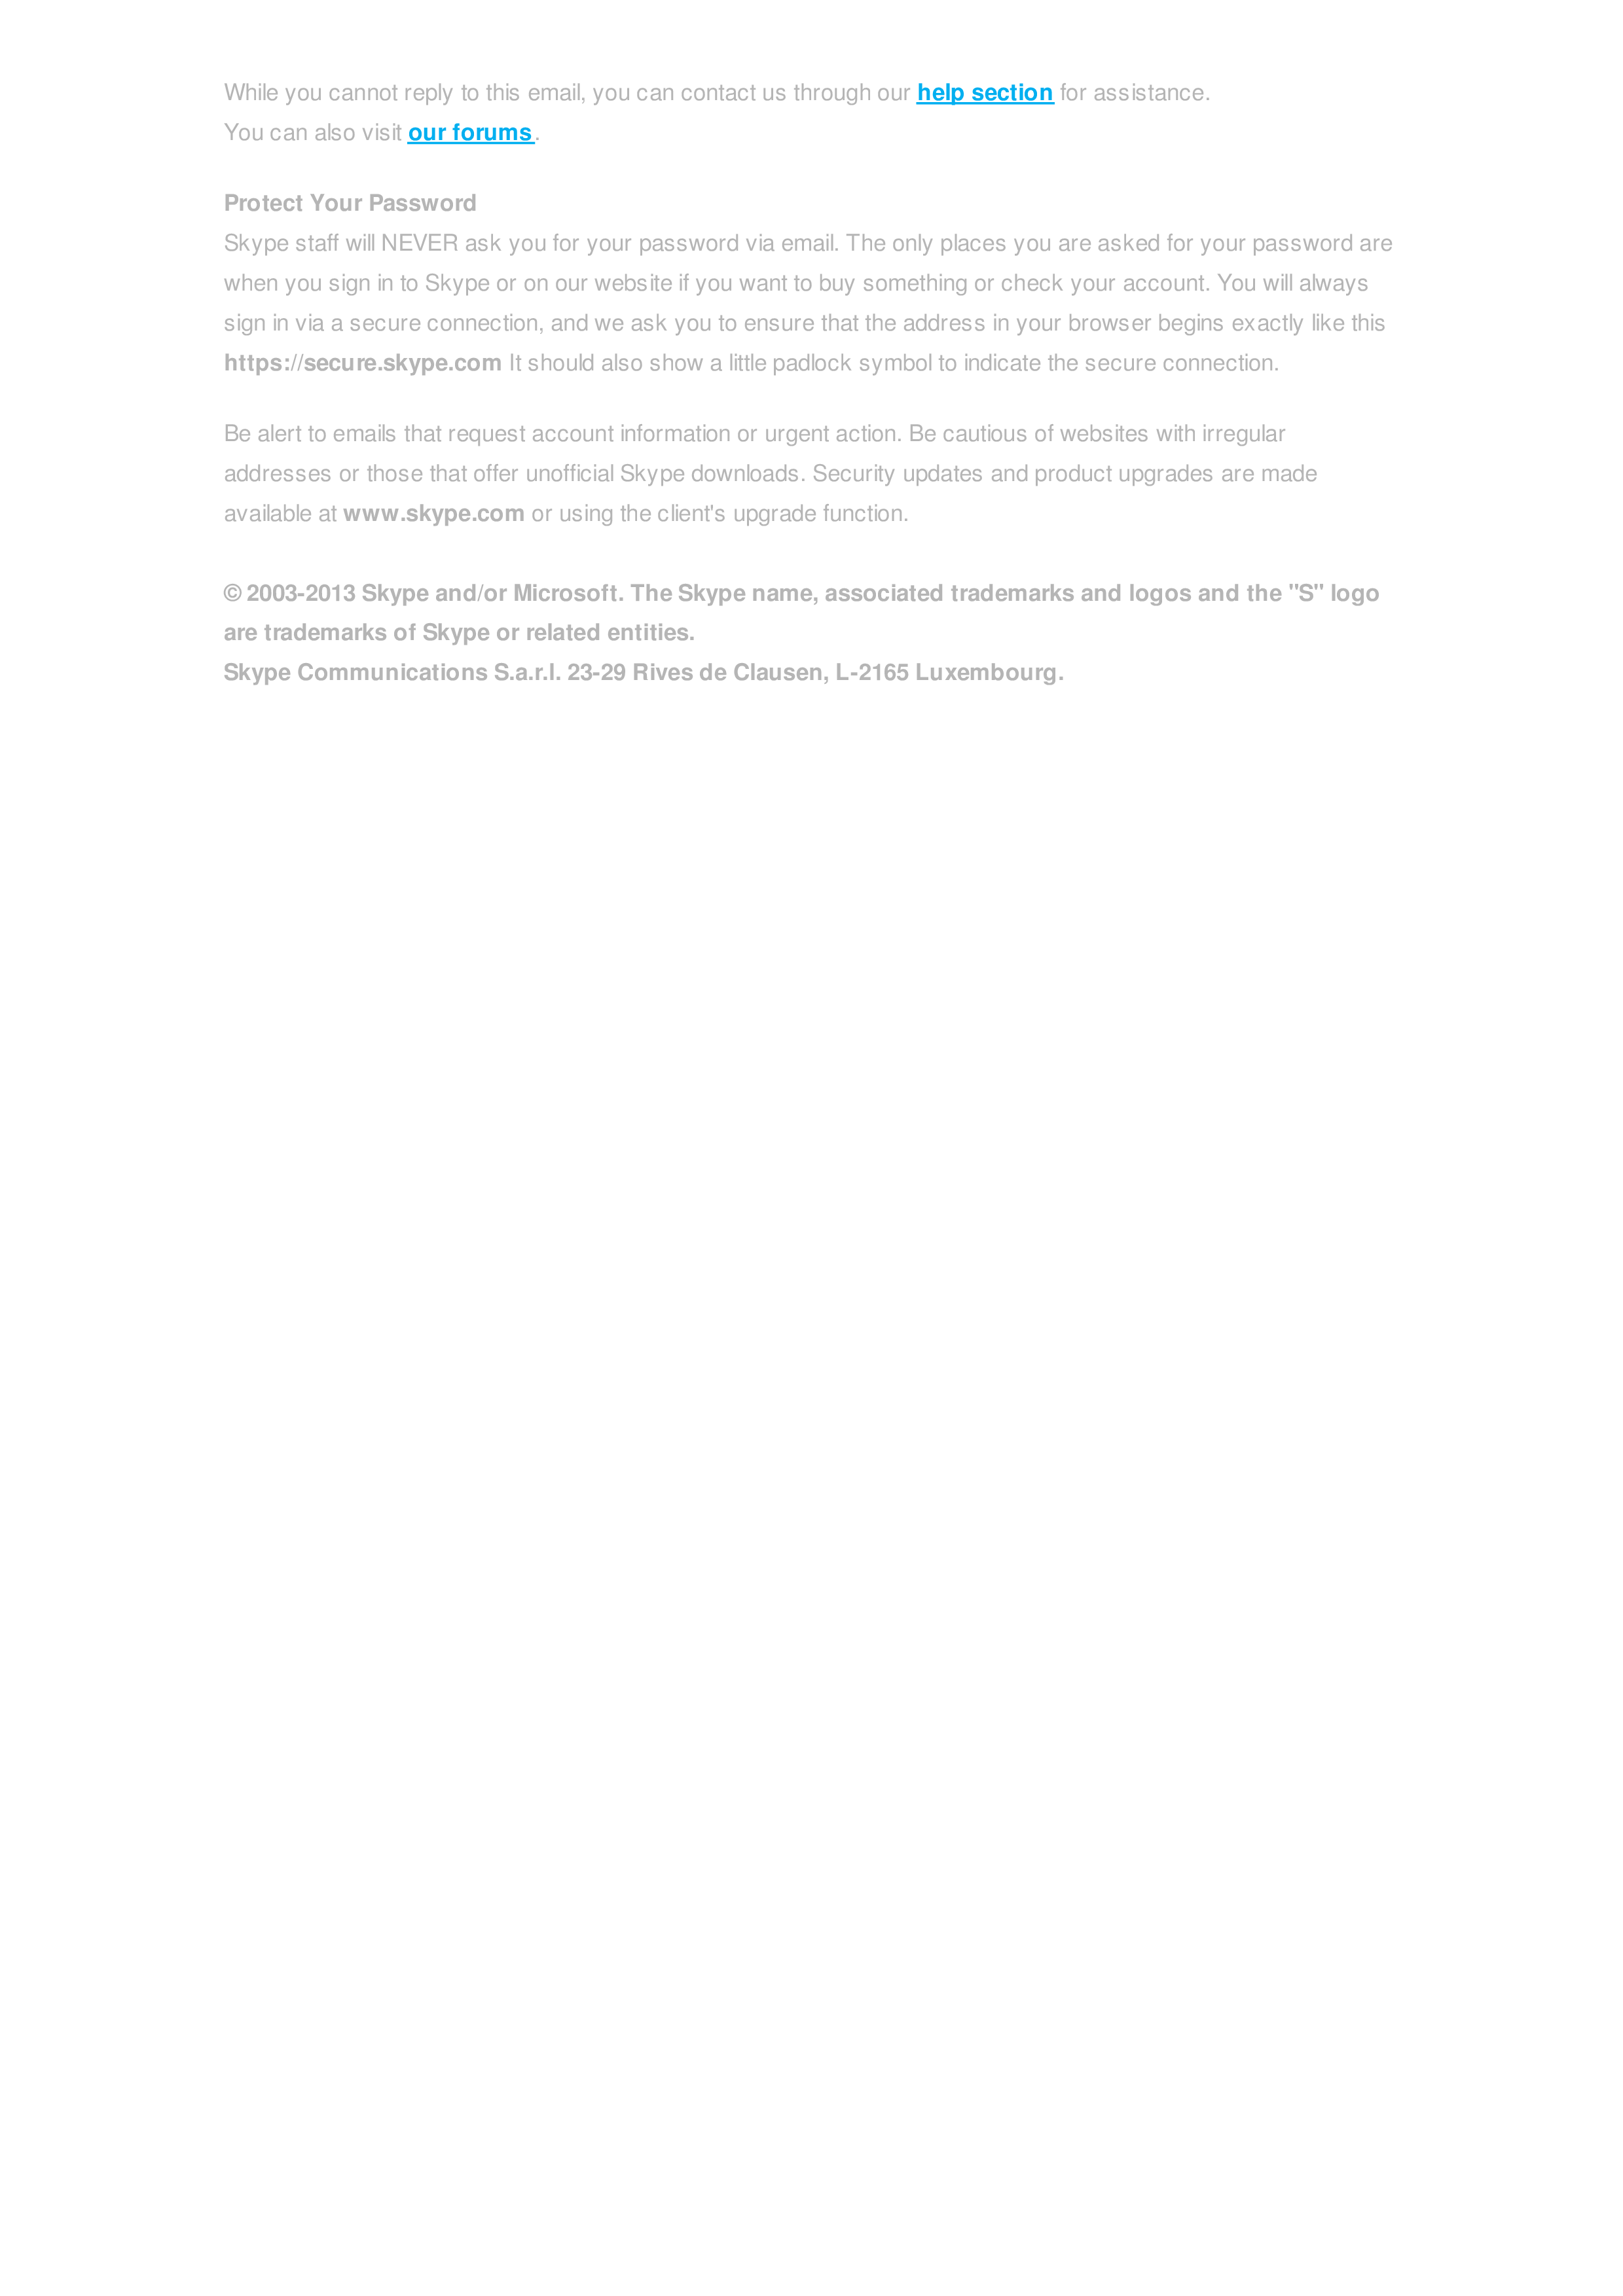 While you cannot reply to this email, you can contact us through our help section for assistance.
You can also visit our forums.
Protect Your Password
Skype staff will NEVER ask you for your password via email. The only places you are asked for your password are
when you sign in to Skype or on our website if you want to buy something or check your account. You will always
sign in via a secure connection, and we ask you to ensure that the address in your browser begins exactly like this
https://secure.skype.com It should also show a little padlock symbol to indicate the secure connection.
Be alert to emails that request account information or urgent action. Be cautious of websites with irregular
addresses or those that offer unofficial Skype downloads. Security updates and product upgrades are made
available at www.skype.com or using the client's upgrade function.
© 2003-2013 Skype and/or Microsoft. The Skype name, associated trademarks and logos and the "S" logo
are trademarks of Skype or related entities.
Skype Communications S.a.r.l. 23-29 Rives de Clausen, L-2165 Luxembourg.